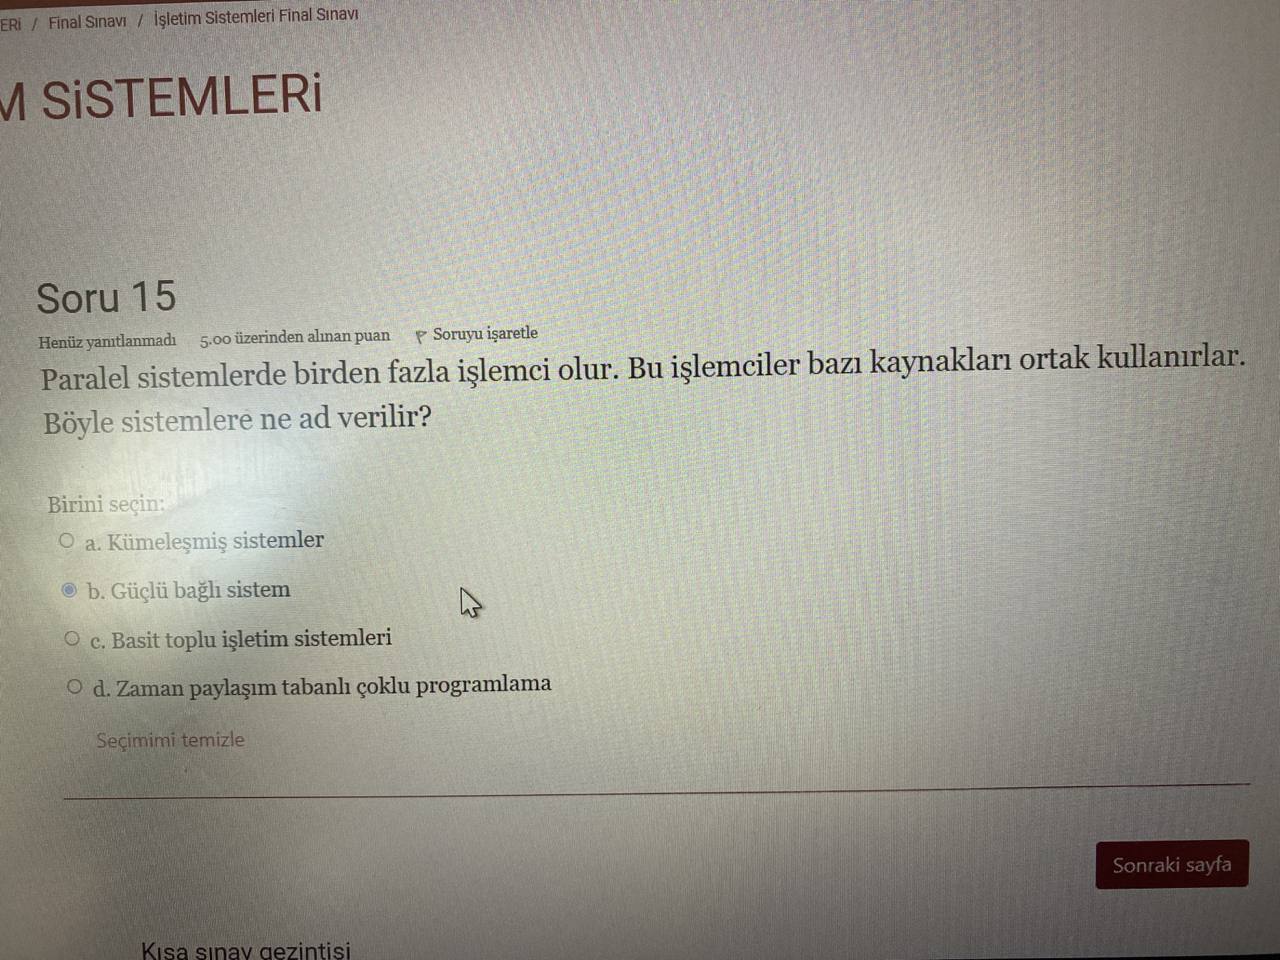 ERİ / Final Sınavı / İşletim Sistemleri Final Sınavı
M SiSTEMLERi
Soru 15
Henüz yanıtlanmadı 5.00 üzerinden alınan puan Soruyu işaretle
Paralel sistemlerde birden fazla işlemci olur. Bu işlemciler bazı kaynakları ortak kullanırlar.
Böyle sistemlere ne ad verilir?
Birini seçin:
a. Kümeleşmiş sistemler
b. Güçlü bağlı sistem
c. Basit toplu işletim sistemleri
d. Zaman paylaşım tabanlı çoklu programlama
Seçimimi temizle
Sonraki sayfa
Kısa sınav gezintisi